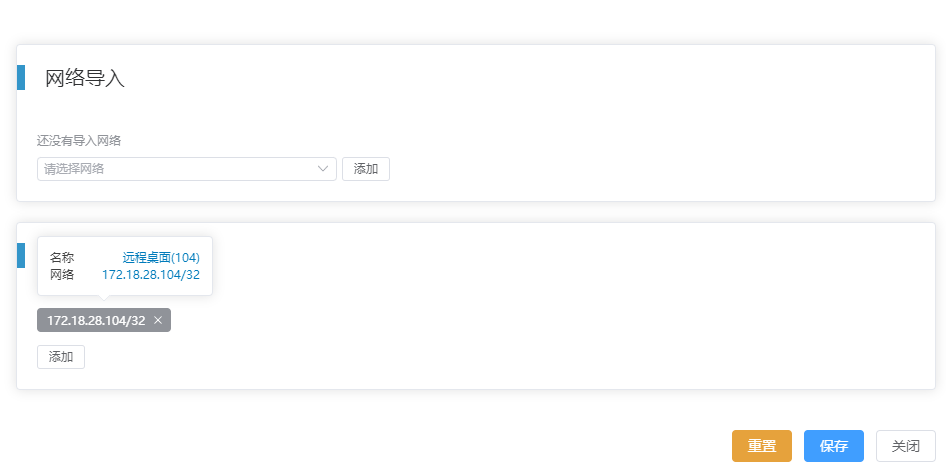 网络导入
还没有导入网络
请选择网络 添加
名称 远程桌面(104)
网络 172.18.28.104/32
172.18.28.104/32 ×
添加
重置 保存 关闭